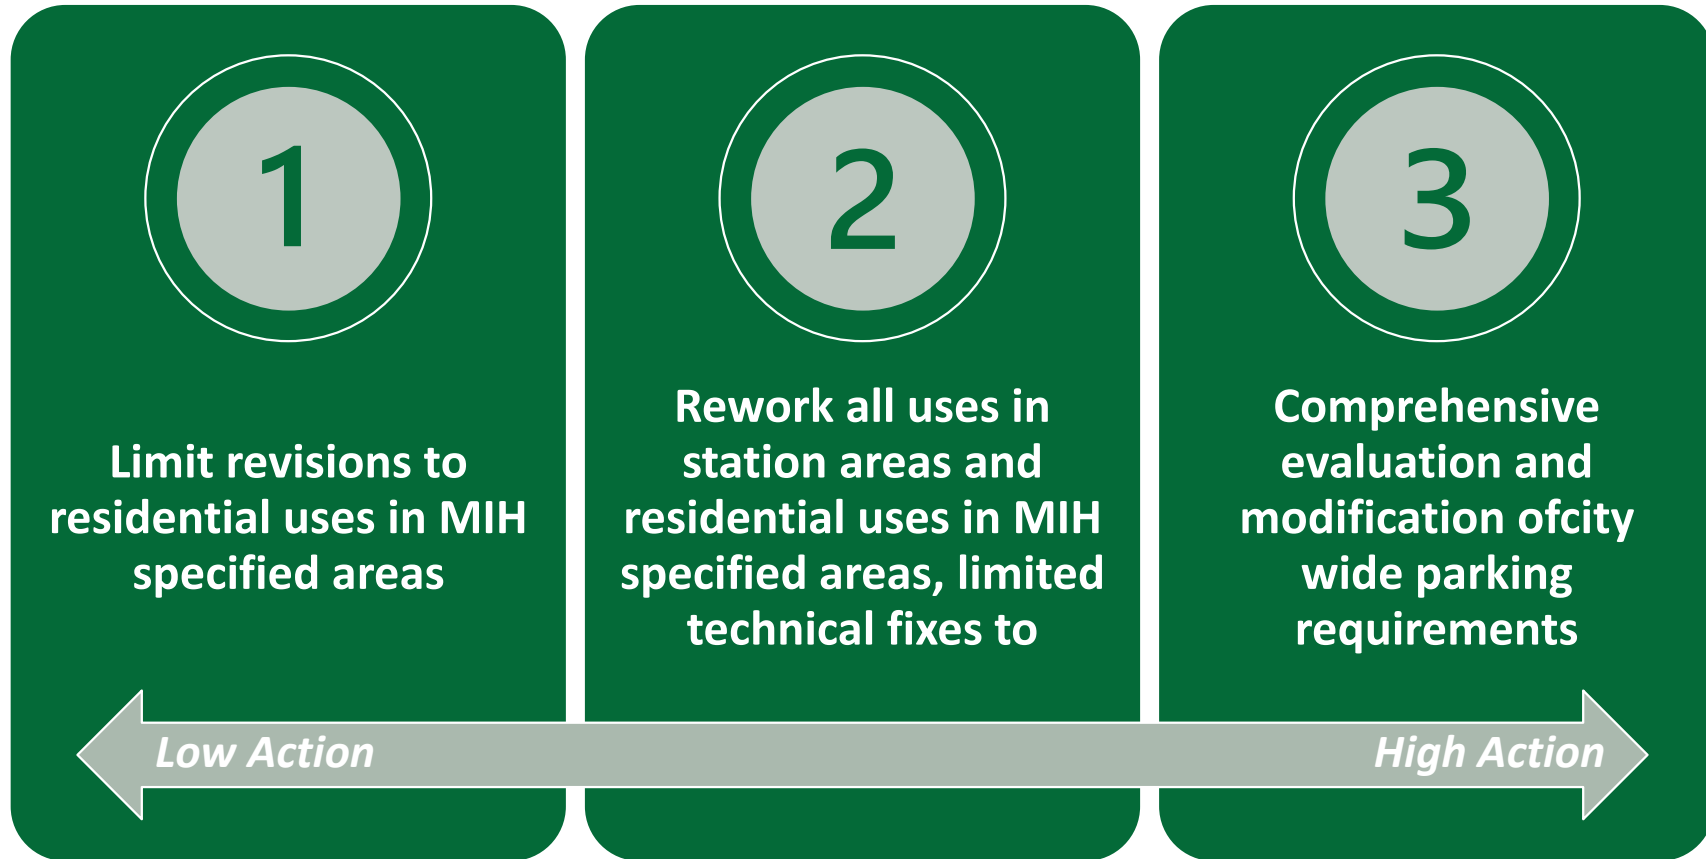 1
Limit revisions to
residential uses in MIH
specified areas
2
Rework all uses in
station areas and
residential uses in MIH
specified areas, limited
technical fixes to
3
Comprehensive
evaluation and
modification ofcity
wide parking
requirements
Low Action
High Action